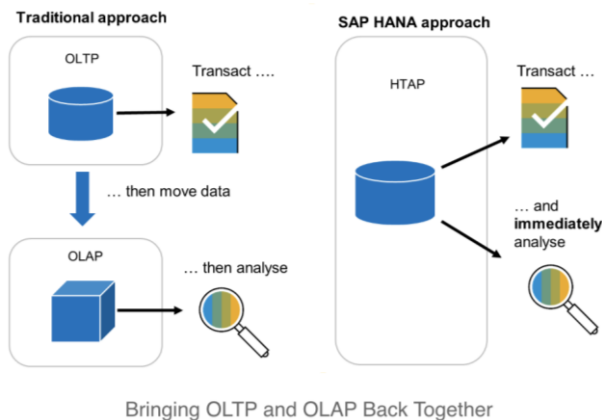 Traditional approach
OLTP
Transact ....
... then move data
OLAP
... then analyse
SAP HANA approach
HTAP
Transact ...
... and
immediately
analyse
Bringing OLTP and OLAP Back Together